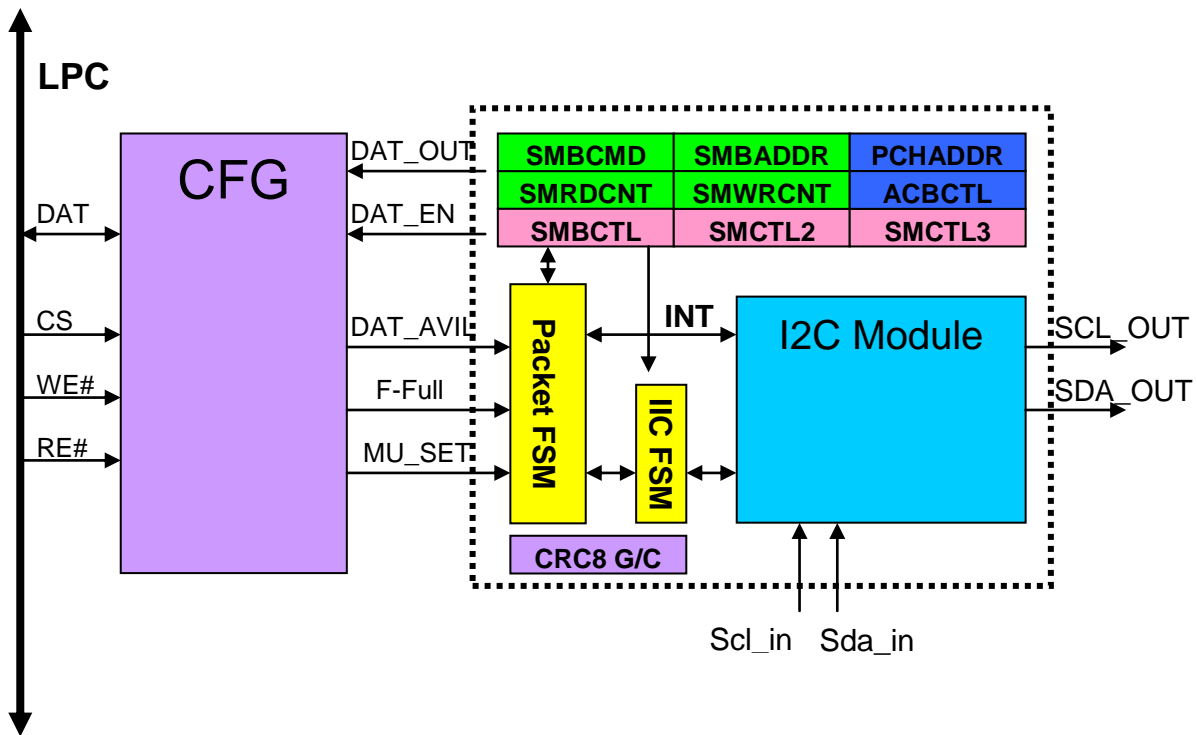 LPC
CFG
DAT
CS
WE#
RE#
DAT_OUT
DAT_EN
DAT_AVIL
F-Full
MU_SET
SMBCMD SMBADDR PCHADDR
SMRDCNT SMWRCNT ACBCTL
SMBCTL SMCTL2 SMCTL3
Packet FSM
INT
IIC FSM
I2C Module
CRC8 G/C
SCL_OUT
SDA_OUT
Scl_in Sda_in